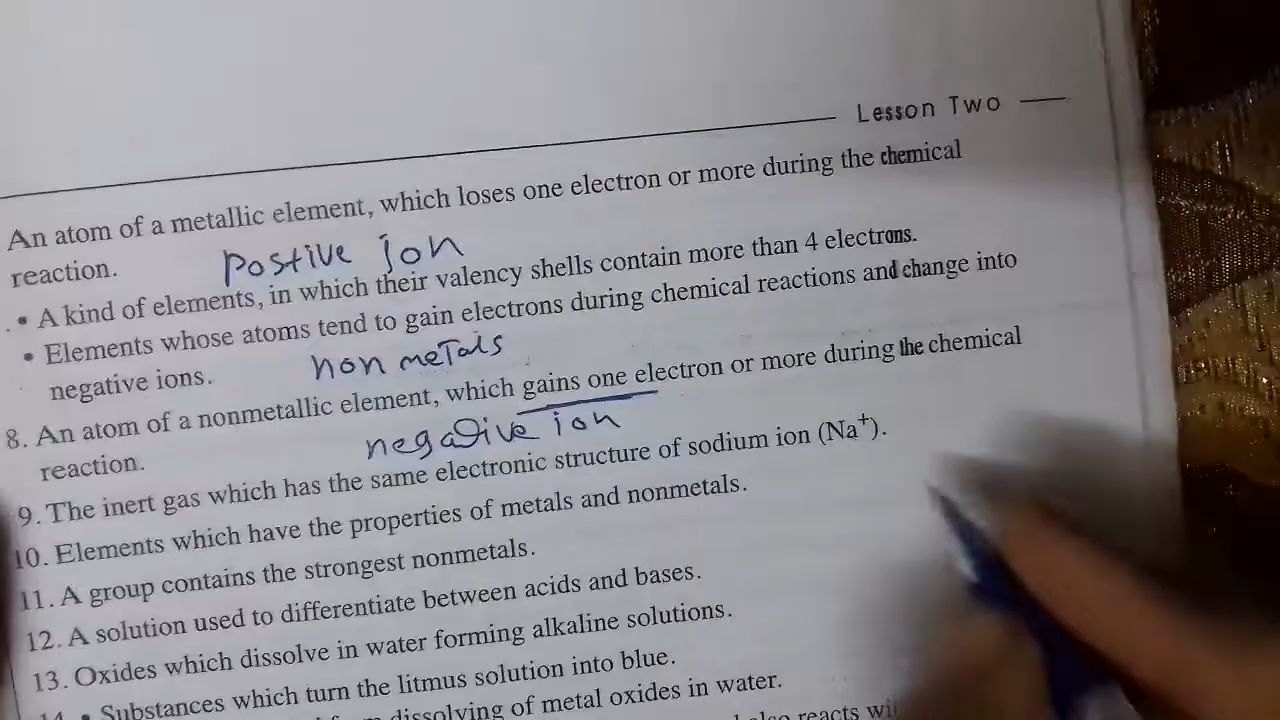 Lesson Two
An atom of a metallic element, which loses one electron or more during the chemical
reaction.
postive ion
• A kind of elements, in which their valency shells contain more than 4 electrons.
• Elements whose atoms tend to gain electrons during chemical reactions and change into
negative ions.
non metals
8. An atom of a nonmetallic element, which gains one electron or more during the chemical
reaction.
negative ion
9. The inert gas which has the same electronic structure of sodium ion (Na+).
10. Elements which have the properties of metals and nonmetals.
11. A group contains the strongest nonmetals.
12. A solution used to differentiate between acids and bases.
13. Oxides which dissolve in water forming alkaline solutions.
14. • Substances which turn the litmus solution into blue.
dissolving of metal oxides in water.
also reacts